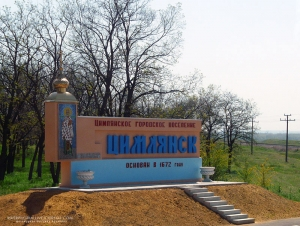 ЦИМЛЯНСКОЕ ГОРОДСКОЕ ПОСЕЛЕНИЕ
ЦИМЛЯНСК
ОСНОВАН В 1672 году